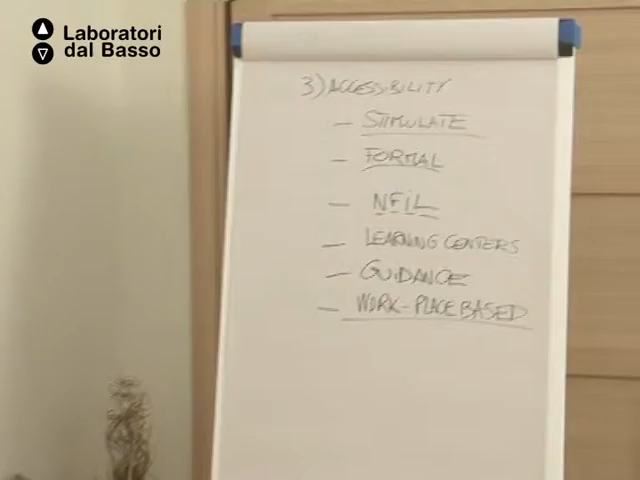 Laboratori
dal Basso
3) ACCESSIBILITY
— STIMULATE
— FORMAL
— NFIL
— LEARNING CENTERS
— GUIDANCE
— WORK-PLACE BASED